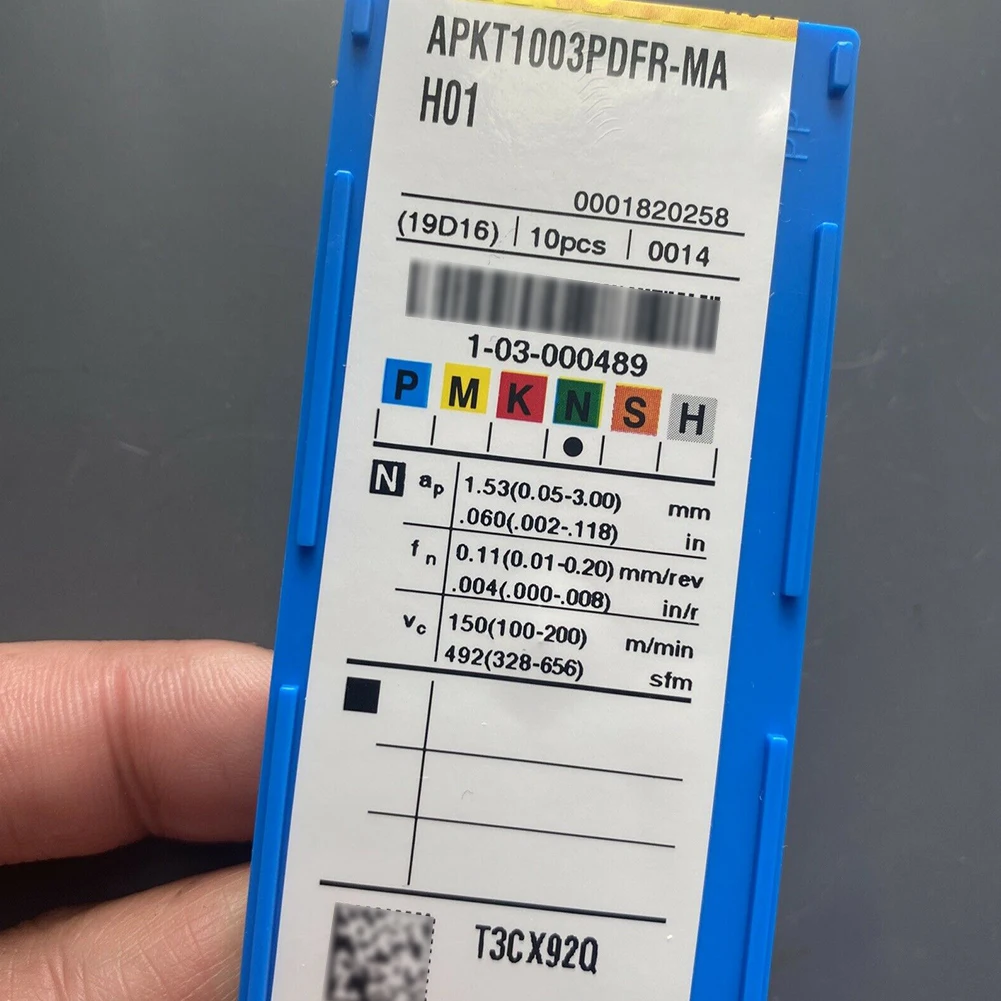 APKT1003PDFR-MA
H01
0001820258
(19D16) | 10pcs | 0014
1-03-000489
P M K N S H
N ap 1.53(0.05-3.00) mm
.060(.002-.118) in
fn 0.11(0.01-0.20) mm/rev
.004(.000-.008) in/r
vc 150(100-200) m/min
492(328-656) sfm
T3CX92Q